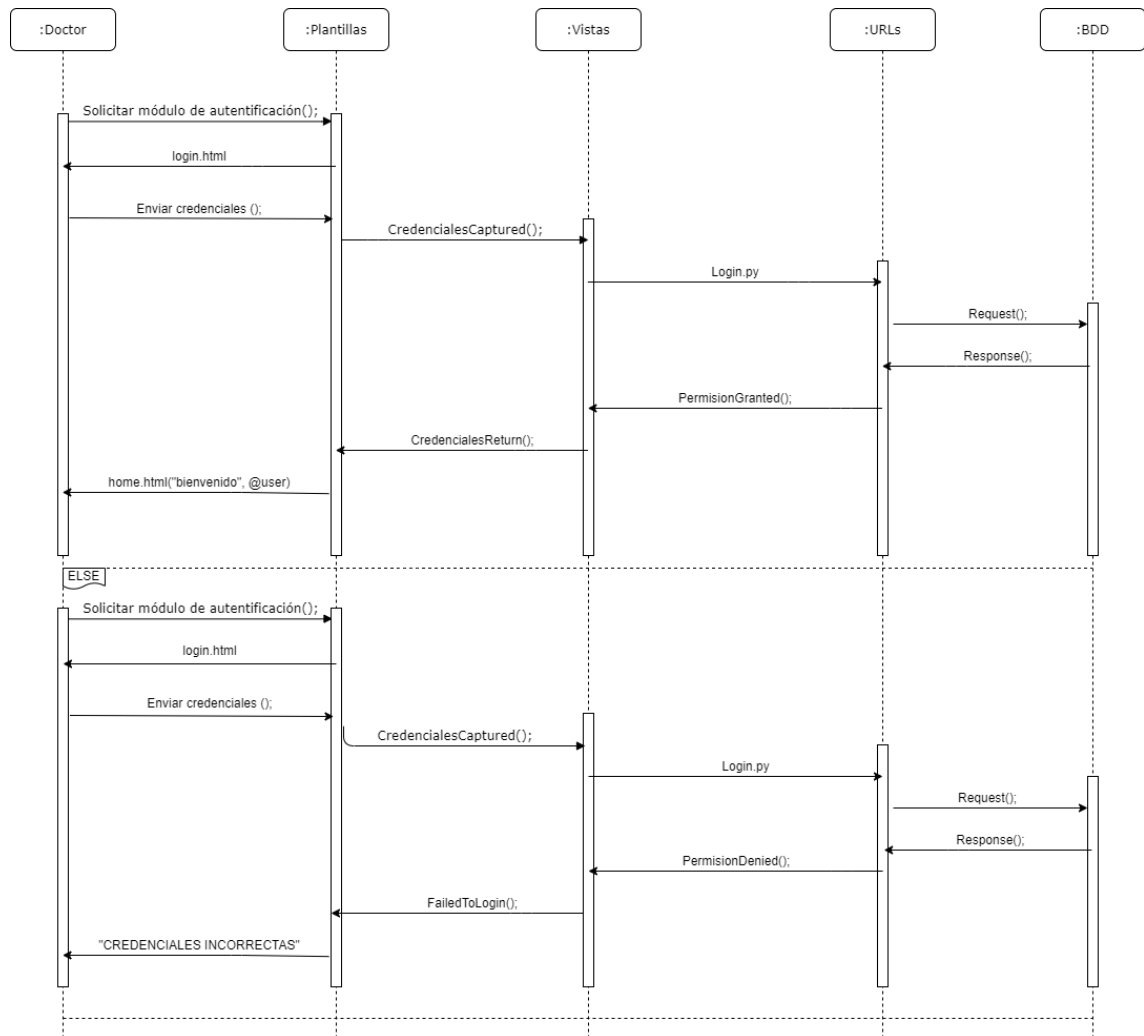 :Doctor
:Plantillas
:Vistas
:URLs
:BDD
Solicitar módulo de autentificación();
login.html
Enviar credenciales ();
CredencialesCaptured();
Login.py
Request();
Response();
PermisionGranted();
CredencialesReturn();
home.html("bienvenido", @user)
ELSE
Solicitar módulo de autentificación();
login.html
Enviar credenciales ();
CredencialesCaptured();
Login.py
Request();
Response();
PermisionDenied();
FailedToLogin();
"CREDENCIALES INCORRECTAS"